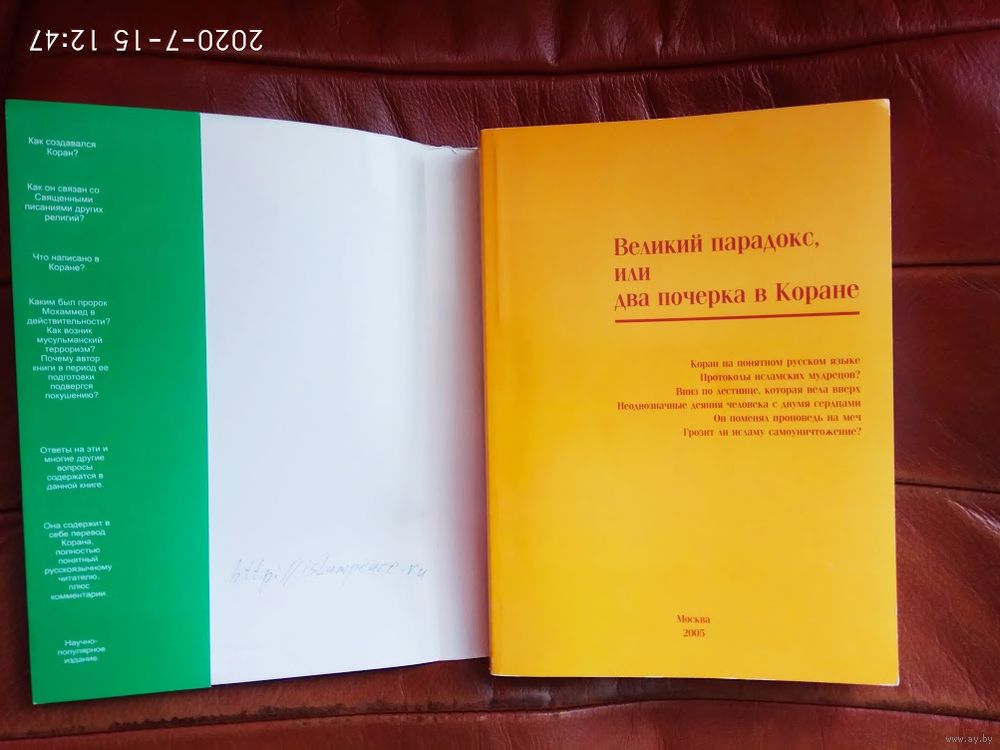 2020-7-15 12:47
Как создавался
Коран?
Как он связан со
Священными
писаниями других
религий?
Что написано в
Коране?
Каким был пророк
Мохаммед в
действительности?
Как возник
мусульманский
терроризм?
Почему автор
книги в период ее
подготовки
подвергся
покушению?
Ответы на эти и
многие другие
вопросы
содержатся в
данной книге.
Она содержит в
себе перевод
Корана,
полностью
понятный
русскоязычному
читателю,
плюс
комментарии.
Научно-
популярное
издание.
http://islampeace.ru
Великий парадокс,
или
два почерка в Коране
Коран на понятном русском языке
Протоколы исламских мудрецов?
Вниз по лестнице, которая вела вверх
Неоднозначные деяния человека с двумя сердцами
Он поменял проповедь на меч
Грозит ли исламу самоуничтожение?
Москва
2005
www.ay.by